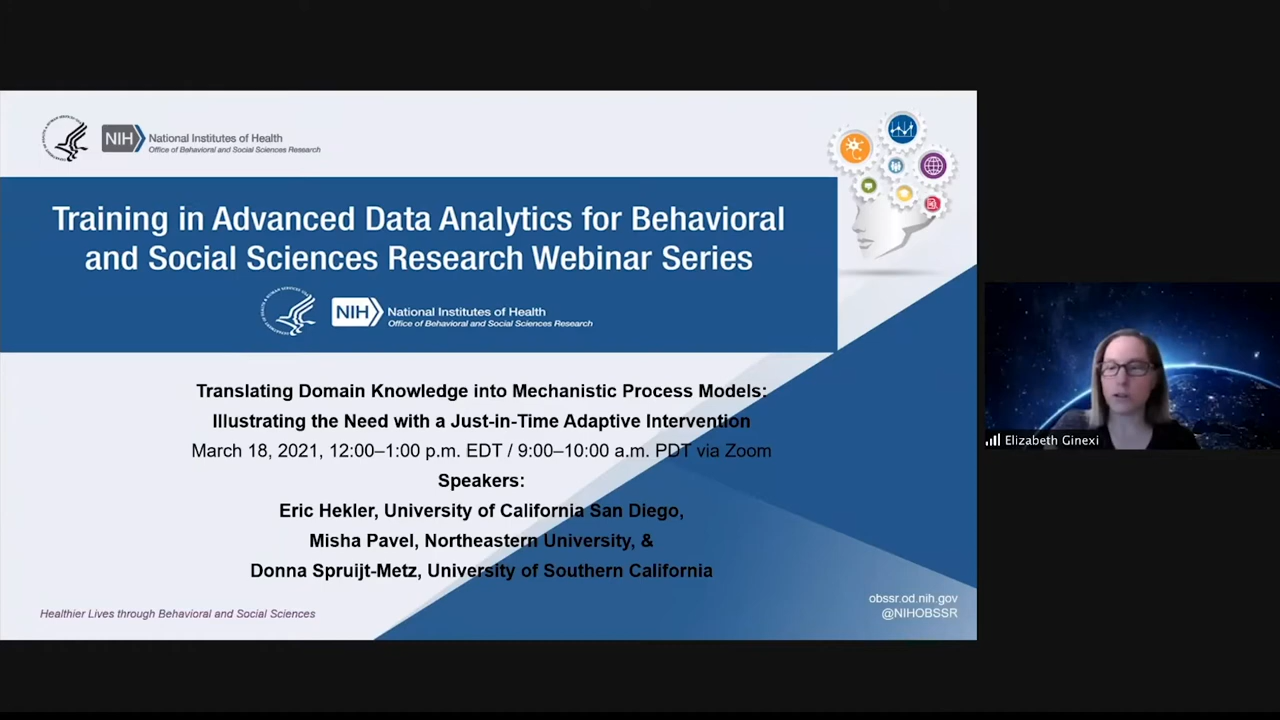 NIH National Institutes of Health
Office of Behavioral and Social Sciences Research
Training in Advanced Data Analytics for Behavioral
and Social Sciences Research Webinar Series
NIH National Institutes of Health
Office of Behavioral and Social Sciences Research
Translating Domain Knowledge into Mechanistic Process Models:
Illustrating the Need with a Just-in-Time Adaptive Intervention
March 18, 2021, 12:00–1:00 p.m. EDT / 9:00–10:00 a.m. PDT via Zoom
Speakers:
Eric Hekler, University of California San Diego,
Misha Pavel, Northeastern University, &
Donna Spruijt-Metz, University of Southern California
Healthier Lives through Behavioral and Social Sciences
obssr.od.nih.gov
@NIHOBSSR
Elizabeth Ginexi